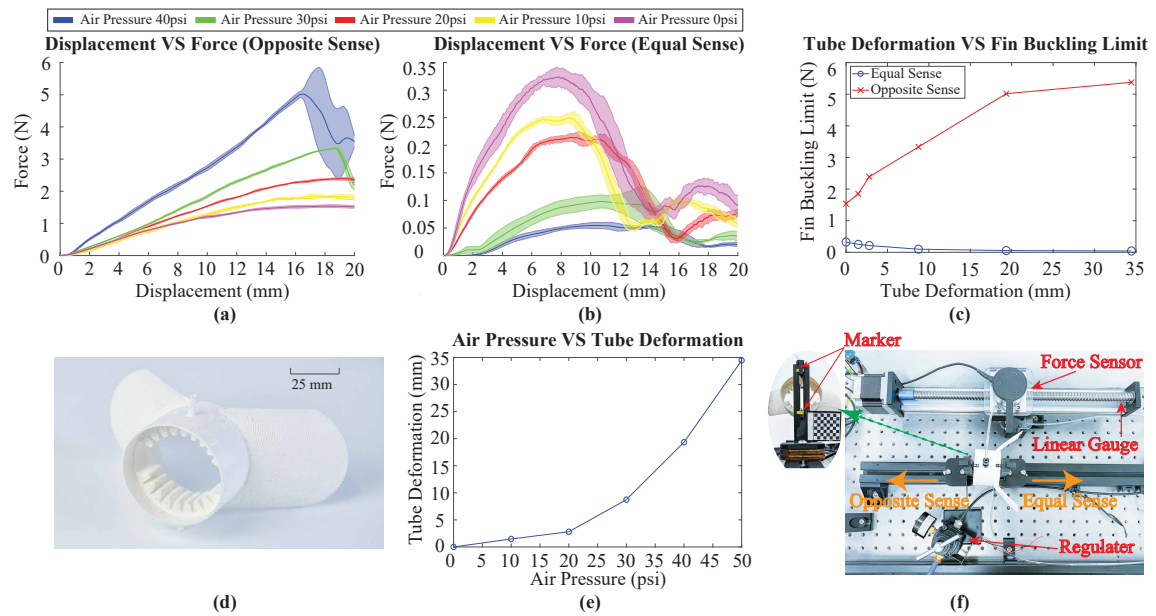 Air Pressure 40psi Air Pressure 30psi Air Pressure 20psi Air Pressure 10psi Air Pressure 0psi
Displacement VS Force (Opposite Sense)
6
5
4
3
2
1
0
Force (N)
0 2 4 6 8 10 12 14 16 18 20
Displacement (mm)
(a)
Displacement VS Force (Equal Sense)
0.35
0.3
0.25
0.2
0.15
0.1
0.05
0
Force (N)
0 2 4 6 8 10 12 14 16 18 20
Displacement (mm)
(b)
Tube Deformation VS Fin Buckling Limit
Equal Sense
Opposite Sense
6
5
4
3
2
1
0
Fin Buckling Limit (N)
0 5 10 15 20 25 30 35
Tube Deformation (mm)
(c)
25 mm
(d)
Air Pressure VS Tube Deformation
35
30
25
20
15
10
5
0
Tube Deformation (mm)
0 5 10 15 20 25 30 35 40 45 50
Air Pressure (psi)
(e)
Marker
Force Sensor
Linear Gauge
Opposite Sense
Equal Sense
Regulater
(f)